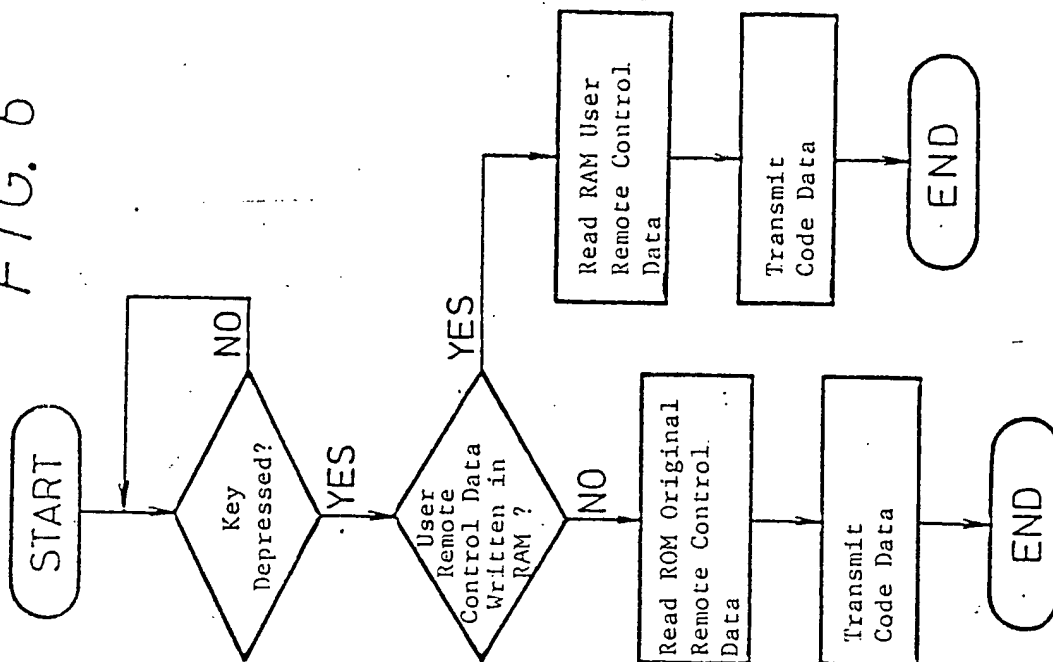 FIG. 6
START
Key
Depressed?
NO
YES
User
Remote
Control Data
Written in
RAM ?
YES
NO
Read RAM User
Remote Control
Data
Transmit
Code Data
END
Read ROM Original
Remote Control
Data
Transmit
Code Data
END